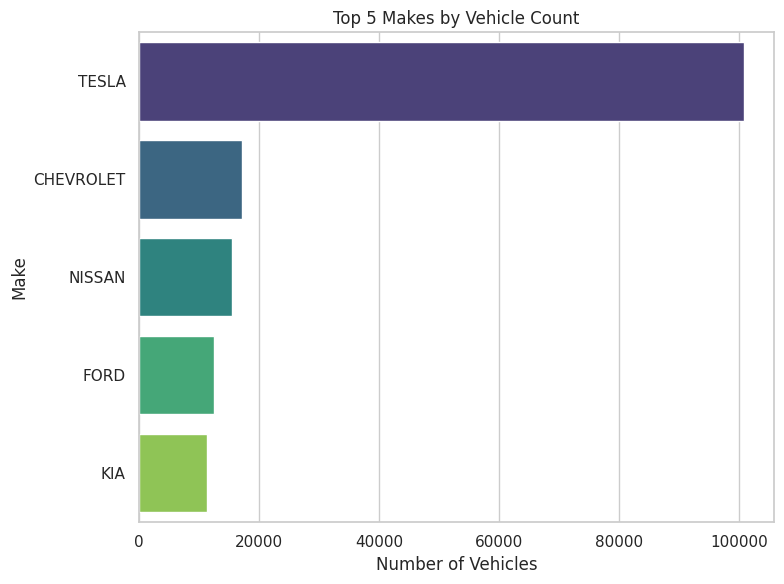 Top 5 Makes by Vehicle Count
TESLA
CHEVROLET
NISSAN
FORD
KIA
Make
0 20000 40000 60000 80000 100000
Number of Vehicles